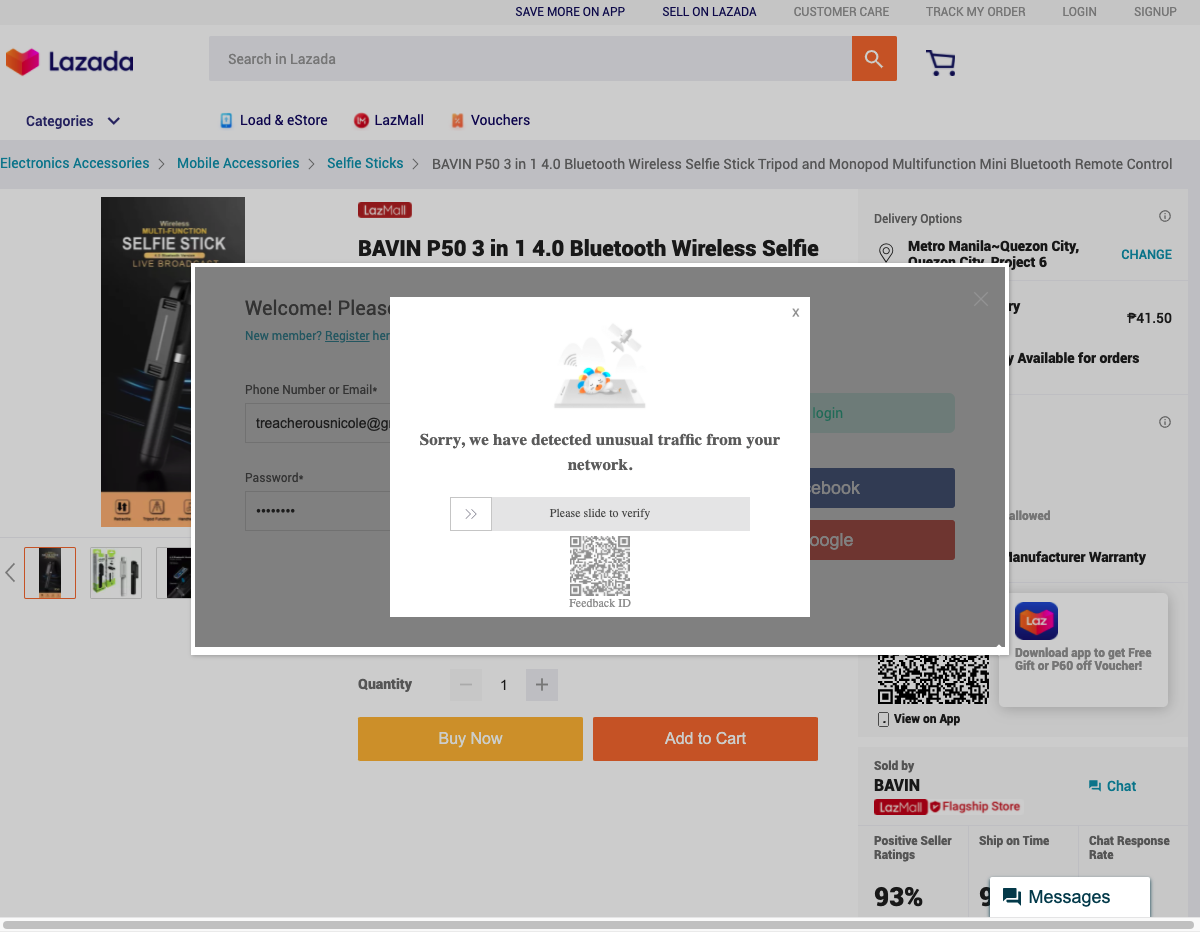 SAVE MORE ON APP SELL ON LAZADA CUSTOMER CARE TRACK MY ORDER LOGIN SIGNUP
Lazada
Search in Lazada
Categories Load & eStore LazMall Vouchers
Electronics Accessories Mobile Accessories Selfie Sticks BAVIN P50 3 in 1 4.0 Bluetooth Wireless Selfie Stick Tripod and Monopod Multifunction Mini Bluetooth Remote Control
Wireless
MULTI-FUNCTION
SELFIE STICK
LIVE BROADCAST
LazMall
BAVIN P50 3 in 1 4.0 Bluetooth Wireless Selfie
Delivery Options
Metro Manila~Quezon City,
Quezon City, Project 6
CHANGE
ry
₱41.50
y Available for orders
allowed
Manufacturer Warranty
Welcome! Please
New member? Register her
Phone Number or Email*
treacherousnicole@g
Password*
login
ebook
oogle
x
Sorry, we have detected unusual traffic from your
network.
Please slide to verify
Feedback ID
Laz
Download app to get Free
Gift or P60 off Voucher!
View on App
Quantity 1
Buy Now Add to Cart
Sold by
BAVIN
LazMall Flagship Store
Chat
Positive Seller
Ratings
Ship on Time
Chat Response
Rate
93%
9
Messages